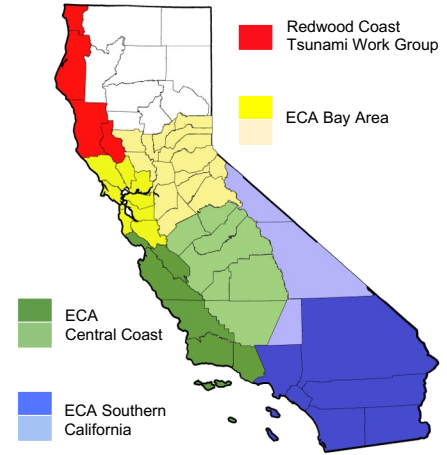 Redwood Coast
Tsunami Work Group
ECA Bay Area
ECA
Central Coast
ECA Southern
California